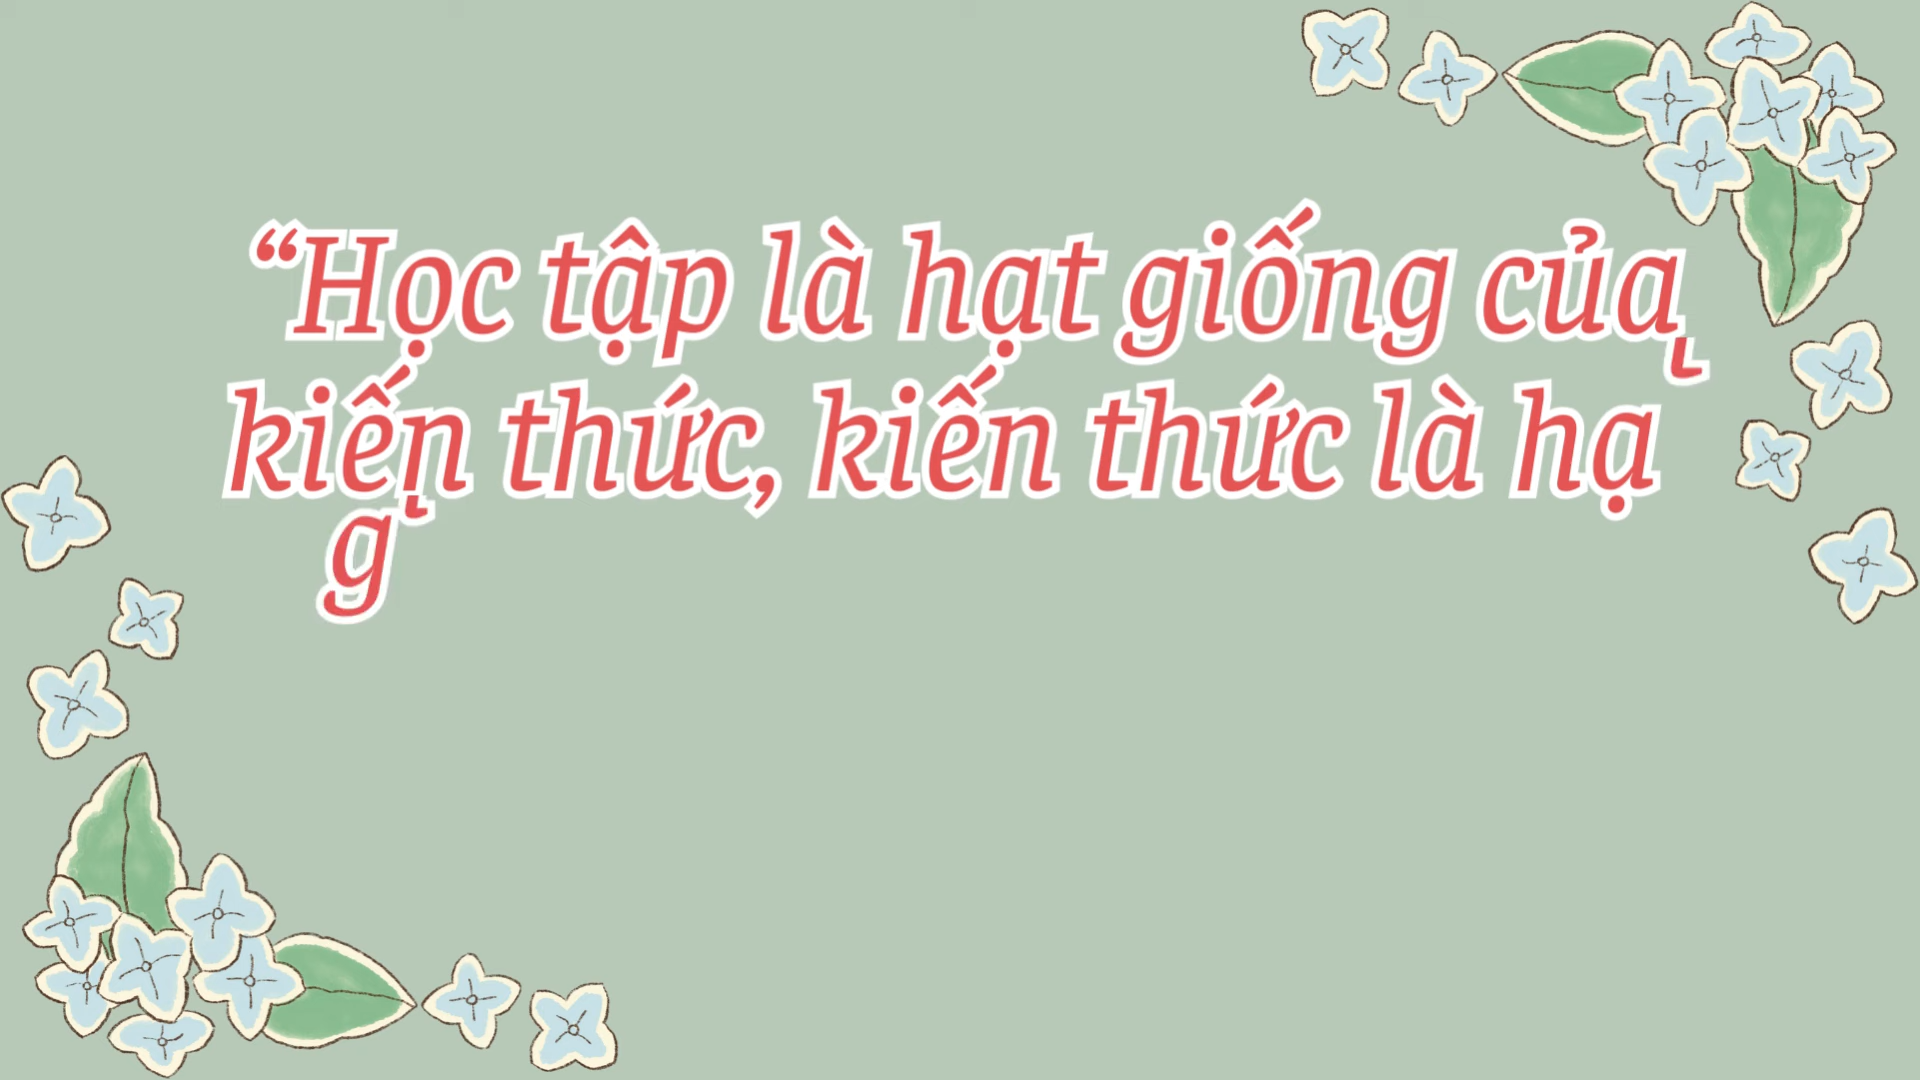 “Học tập là hạt giống của
kiến thức, kiến thức là hạ
g